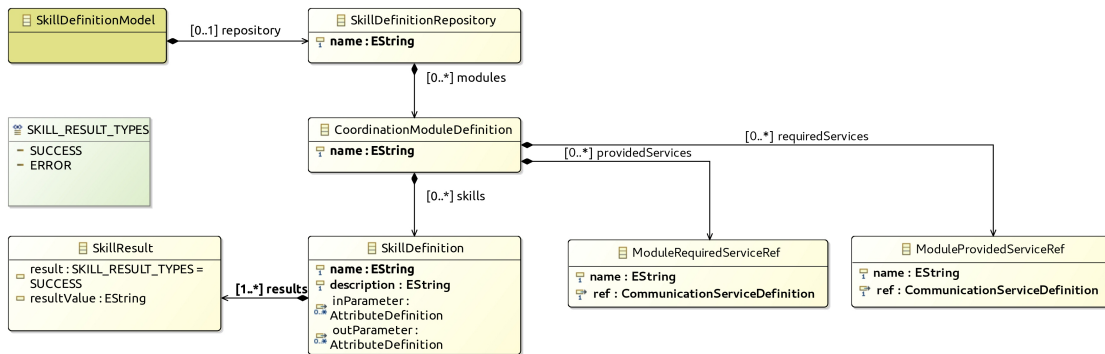 SkillDefinitionModel
[0..1] repository
SkillDefinitionRepository
name : EString
[0..*] modules
SKILL_RESULT_TYPES
SUCCESS
ERROR
CoordinationModuleDefinition
name : EString
[0..*] requiredServices
[0..*] providedServices
[0..*] skills
SkillResult
result : SKILL_RESULT_TYPES =
SUCCESS
resultValue : EString
[1..*] results
SkillDefinition
name : EString
description : EString
inParameter :
AttributeDefinition
outParameter :
AttributeDefinition
ModuleRequiredServiceRef
name : EString
ref : CommunicationServiceDefinition
ModuleProvidedServiceRef
name : EString
ref : CommunicationServiceDefinition